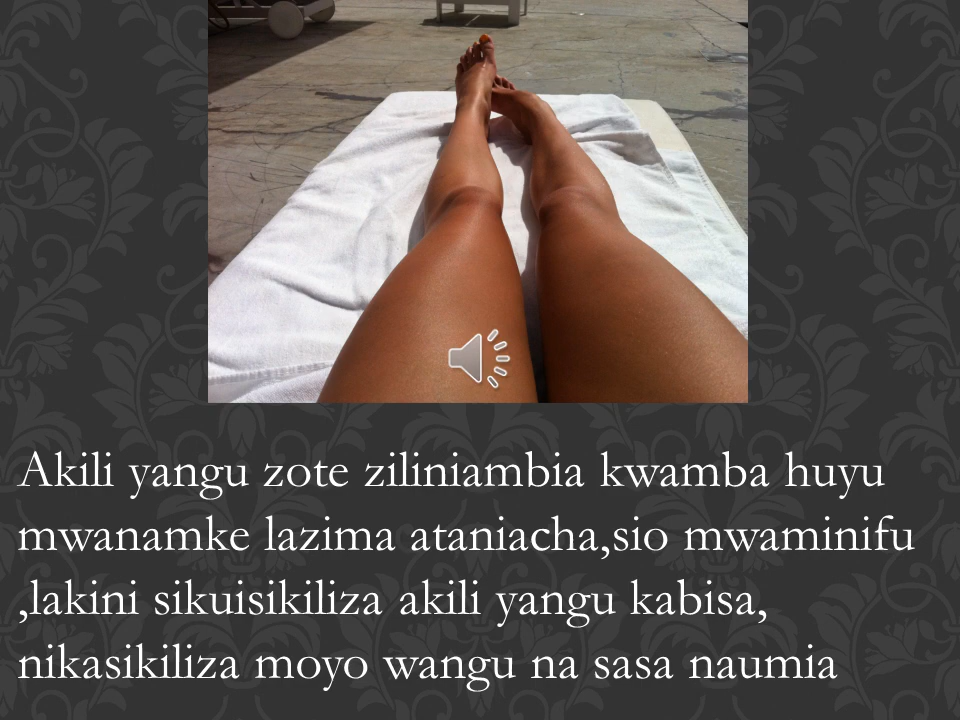 Akili yangu zote ziliniambia kwamba huyu
mwanamke lazima ataniacha,sio mwaminifu
,lakini sikuisikiliza akili yangu kabisa,
nikasikiliza moyo wangu na sasa naumia